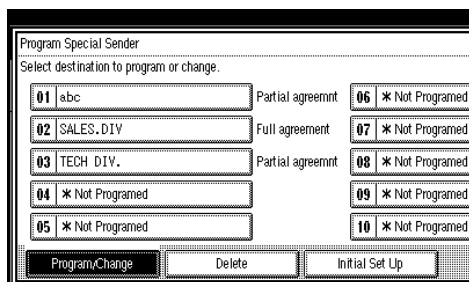 Program Special Sender
Select destination to program or change.
01 abc Partial agreemnt 06 * Not Programed
02 SALES.DIV Full agreement 07 * Not Programed
03 TECH DIV. Partial agreemnt 08 * Not Programed
04 * Not Programed 09 * Not Programed
05 * Not Programed 10 * Not Programed
Program/Change Delete Initial Set Up